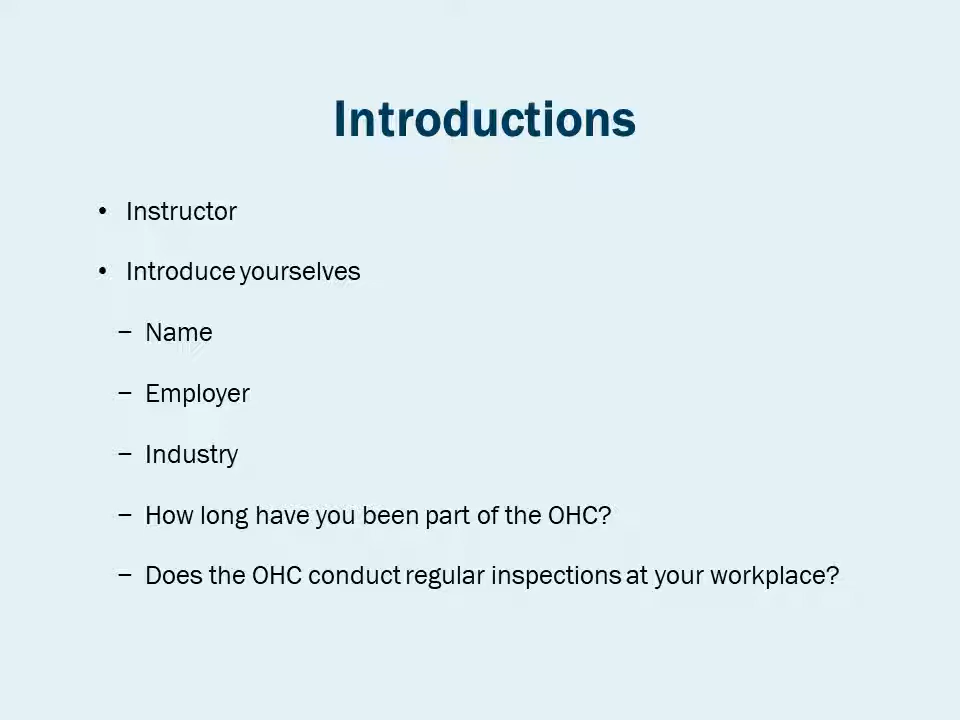 Introductions
• Instructor
• Introduce yourselves
– Name
– Employer
– Industry
– How long have you been part of the OHC?
– Does the OHC conduct regular inspections at your workplace?